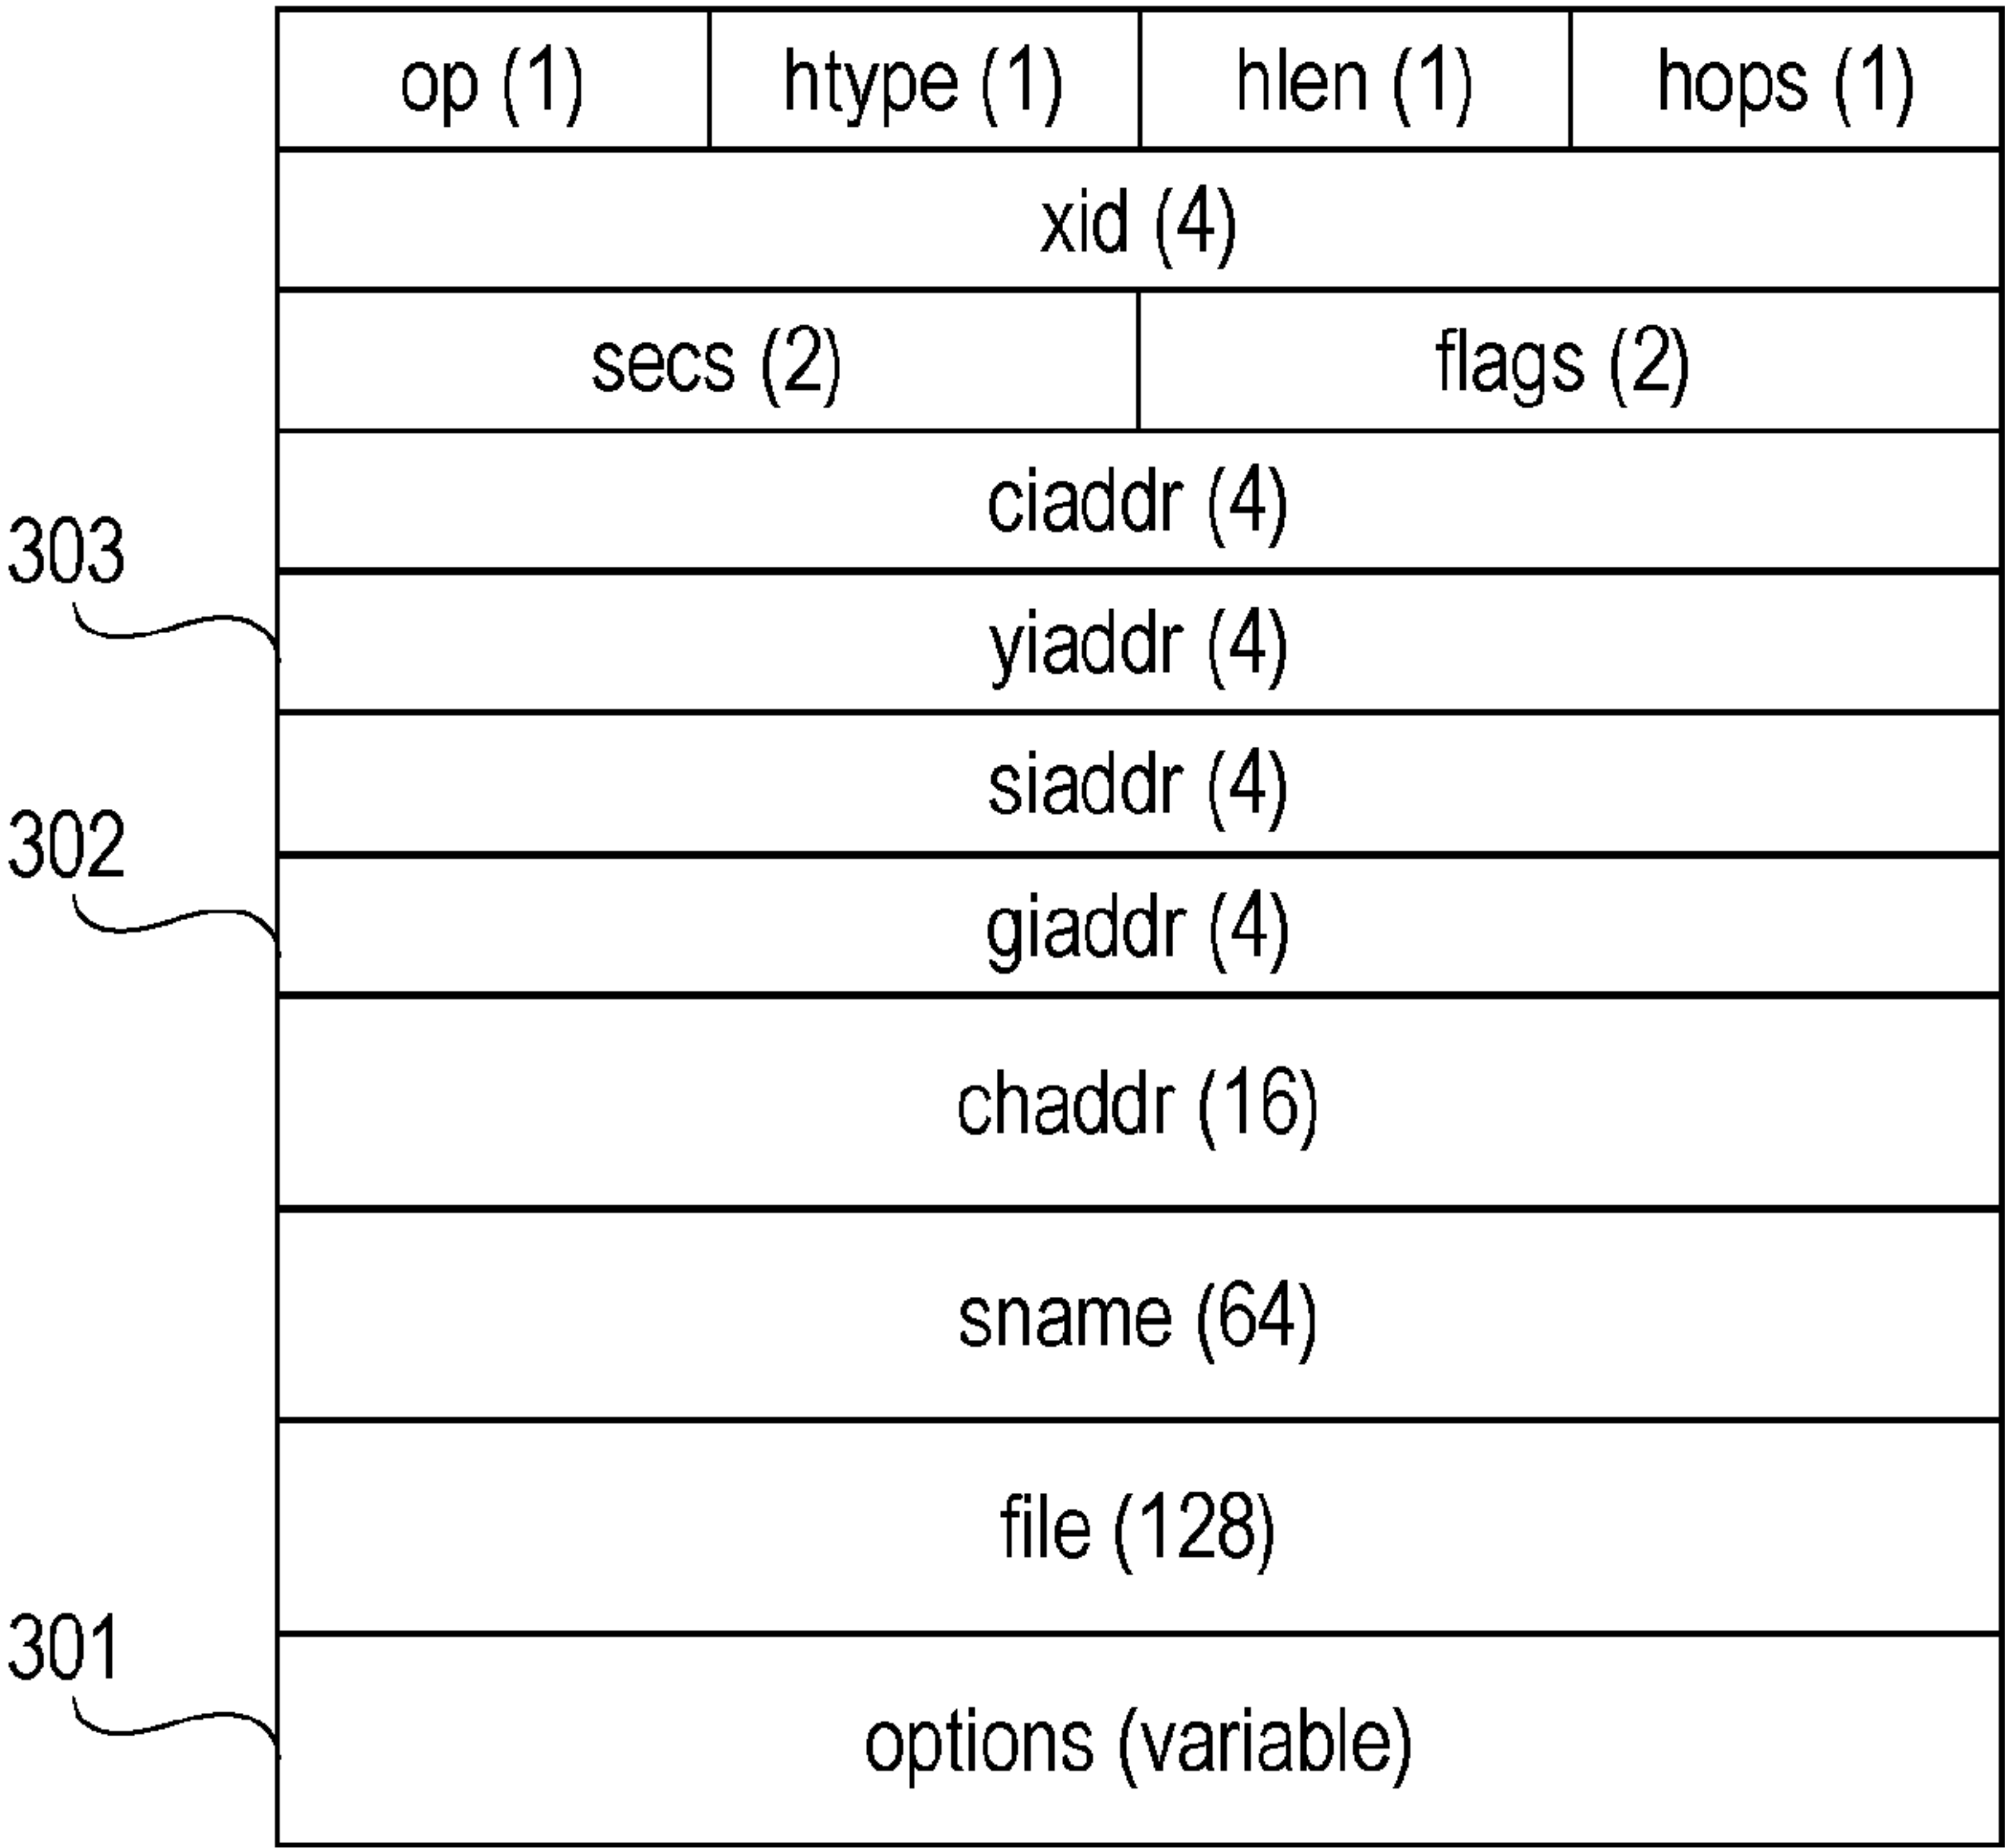 op (1) htype (1) hlen (1) hops (1)
xid (4)
secs (2) flags (2)
ciaddr (4)
303
yiaddr (4)
siaddr (4)
302
giaddr (4)
chaddr (16)
sname (64)
file (128)
301
options (variable)